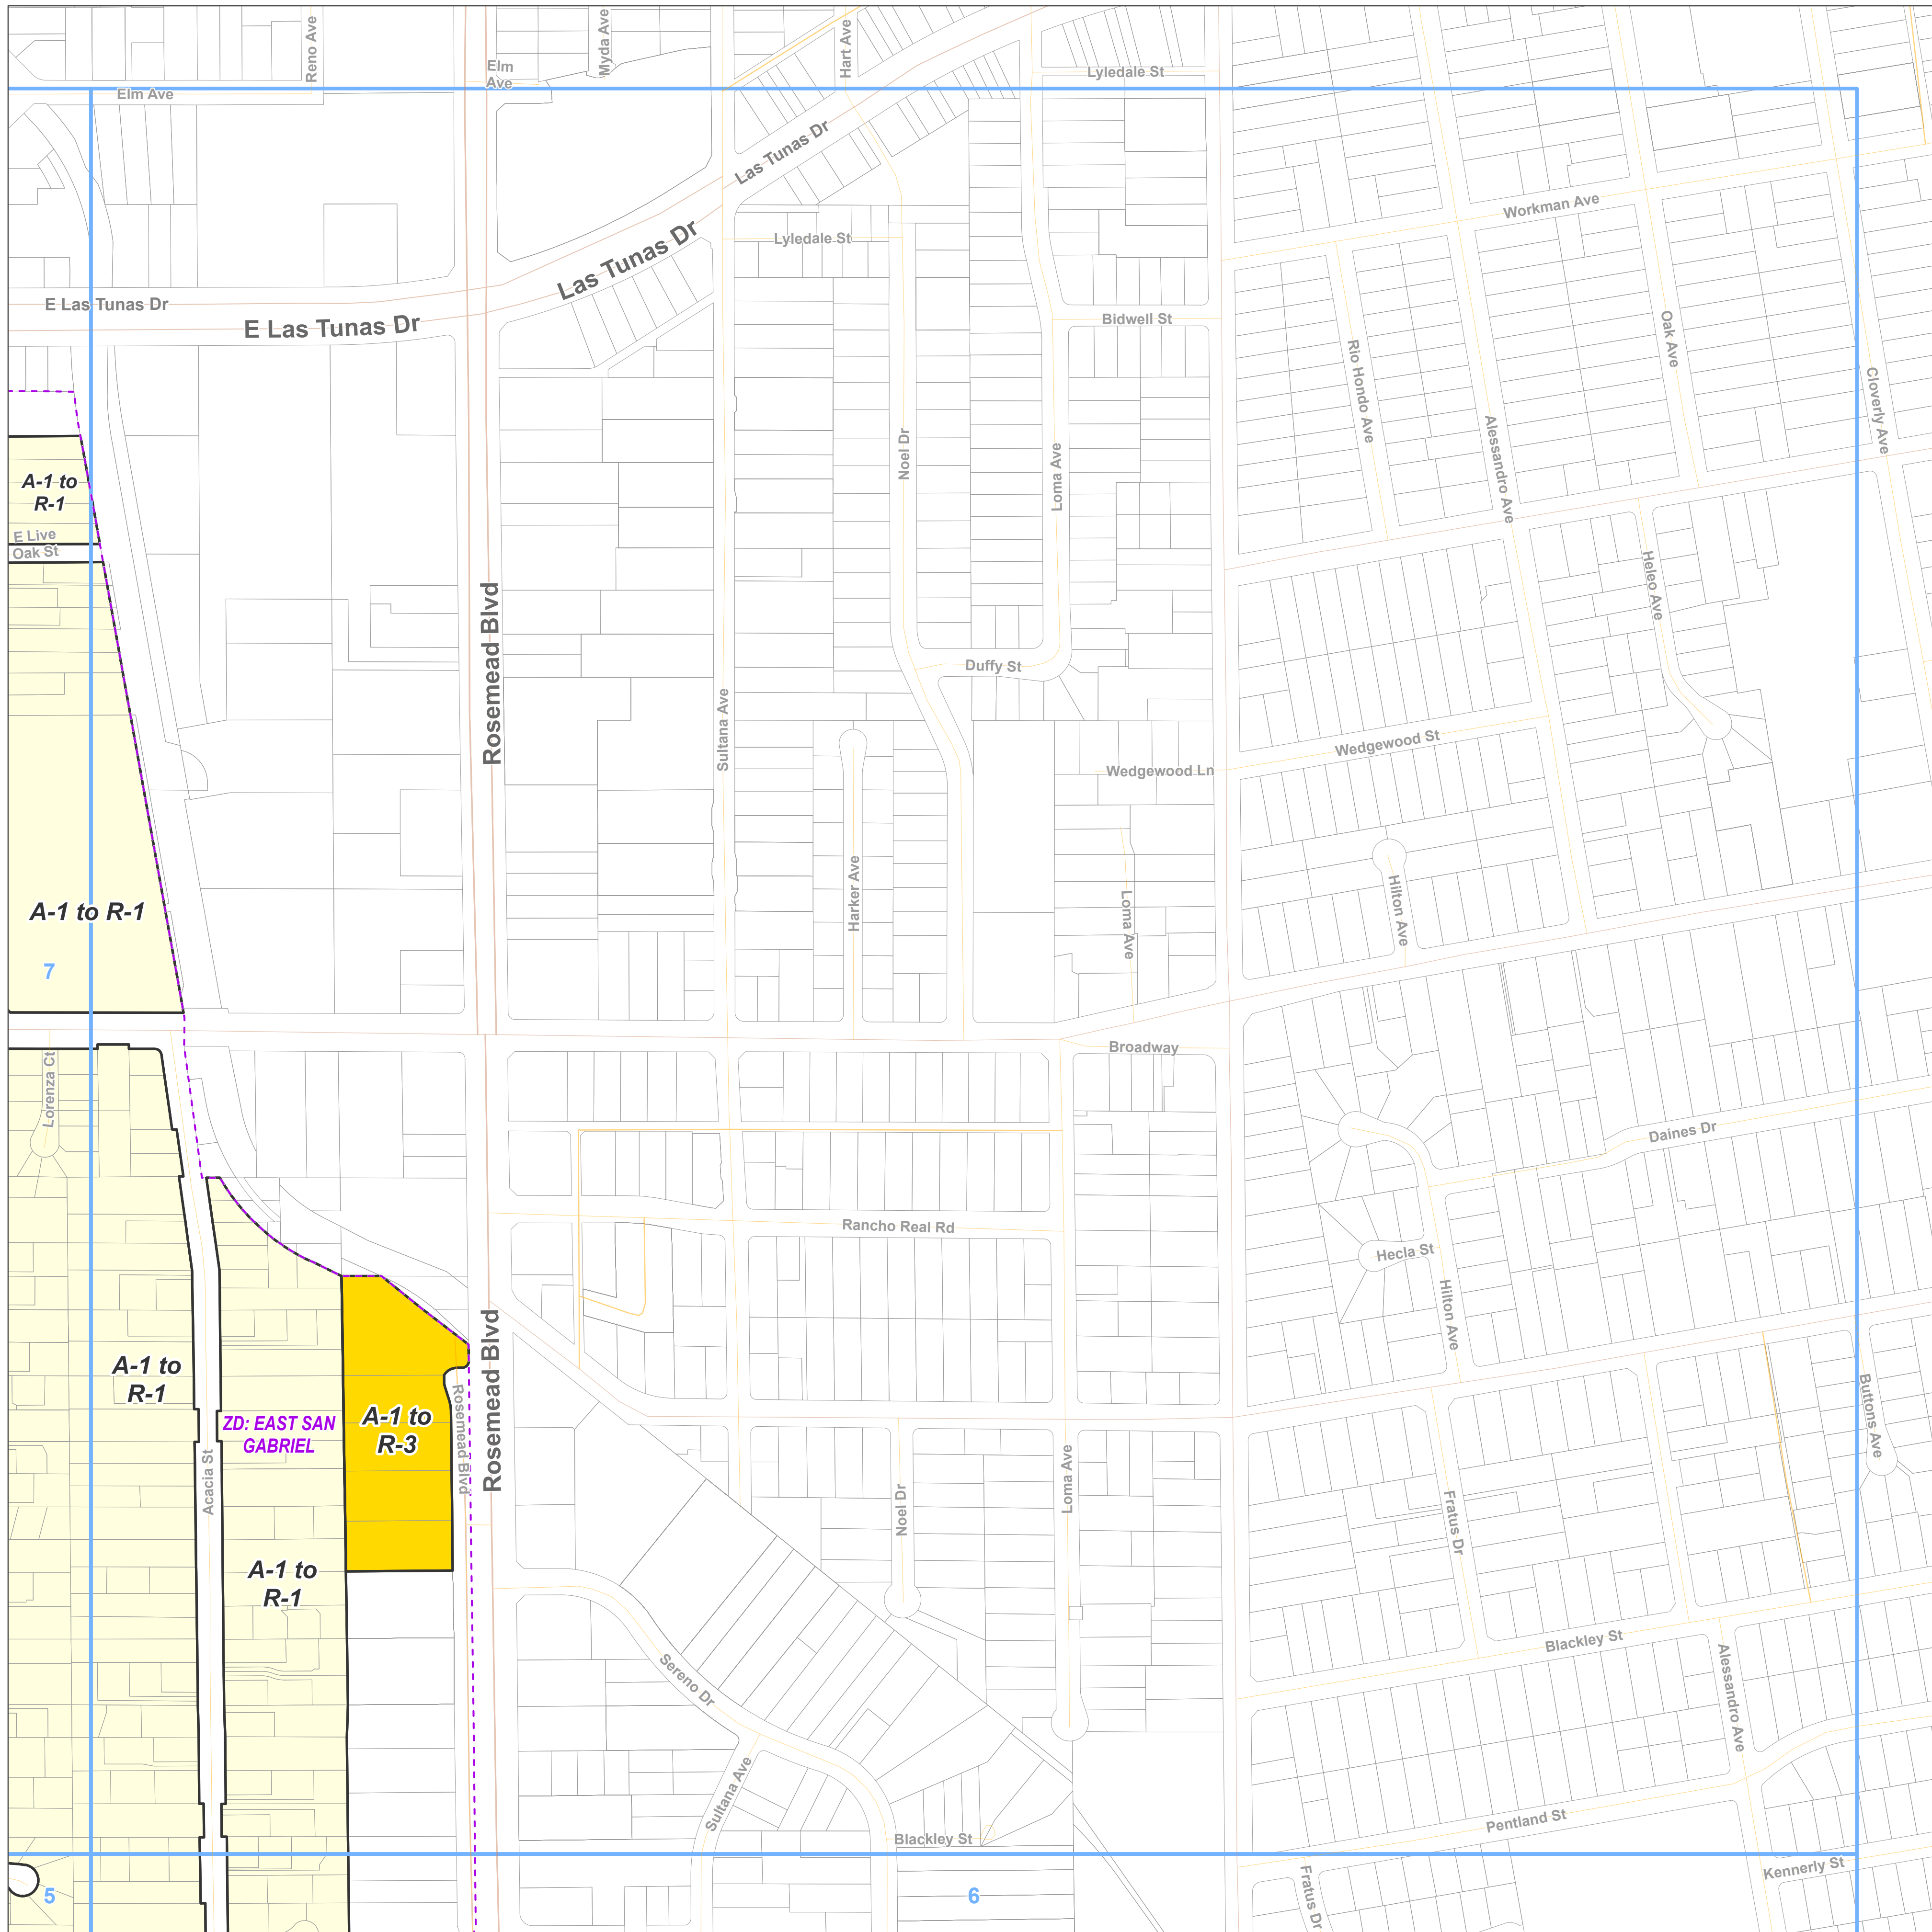 Reno Ave
Myda Ave
Hart Ave
Elm
Ave
Elm Ave
Lyledale St
Las Tunas Dr
Workman Ave
Lyledale St
Las Tunas Dr
E Las Tunas Dr
E Las Tunas Dr
Bidwell St
Rio Hondo Ave
Oak Ave
Cloverly Ave
Alessandro Ave
Noel Dr
Loma Ave
A-1 to
R-1
E Live
Oak St
Heleo Ave
Rosemead Blvd
Duffy St
Sultana Ave
Wedgewood St
Wedgewood Ln
Harker Ave
Loma Ave
Hilton Ave
A-1 to R-1
7
Lorenza Ct
Broadway
Daines Dr
Rancho Real Rd
Hecla St
Hilton Ave
Rosemead Blvd
A-1 to
R-1
ZD: EAST SAN
GABRIEL
A-1 to
R-3
Rosemead Blvd
Buttons Ave
Acacia St
Noel Dr
Loma Ave
Fratus Dr
A-1 to
R-1
Blackley St
Sereno Dr
Alessandro Ave
Sultana Ave
Pentland St
Blackley St
Kennerly St
5
6
Fratus Dr